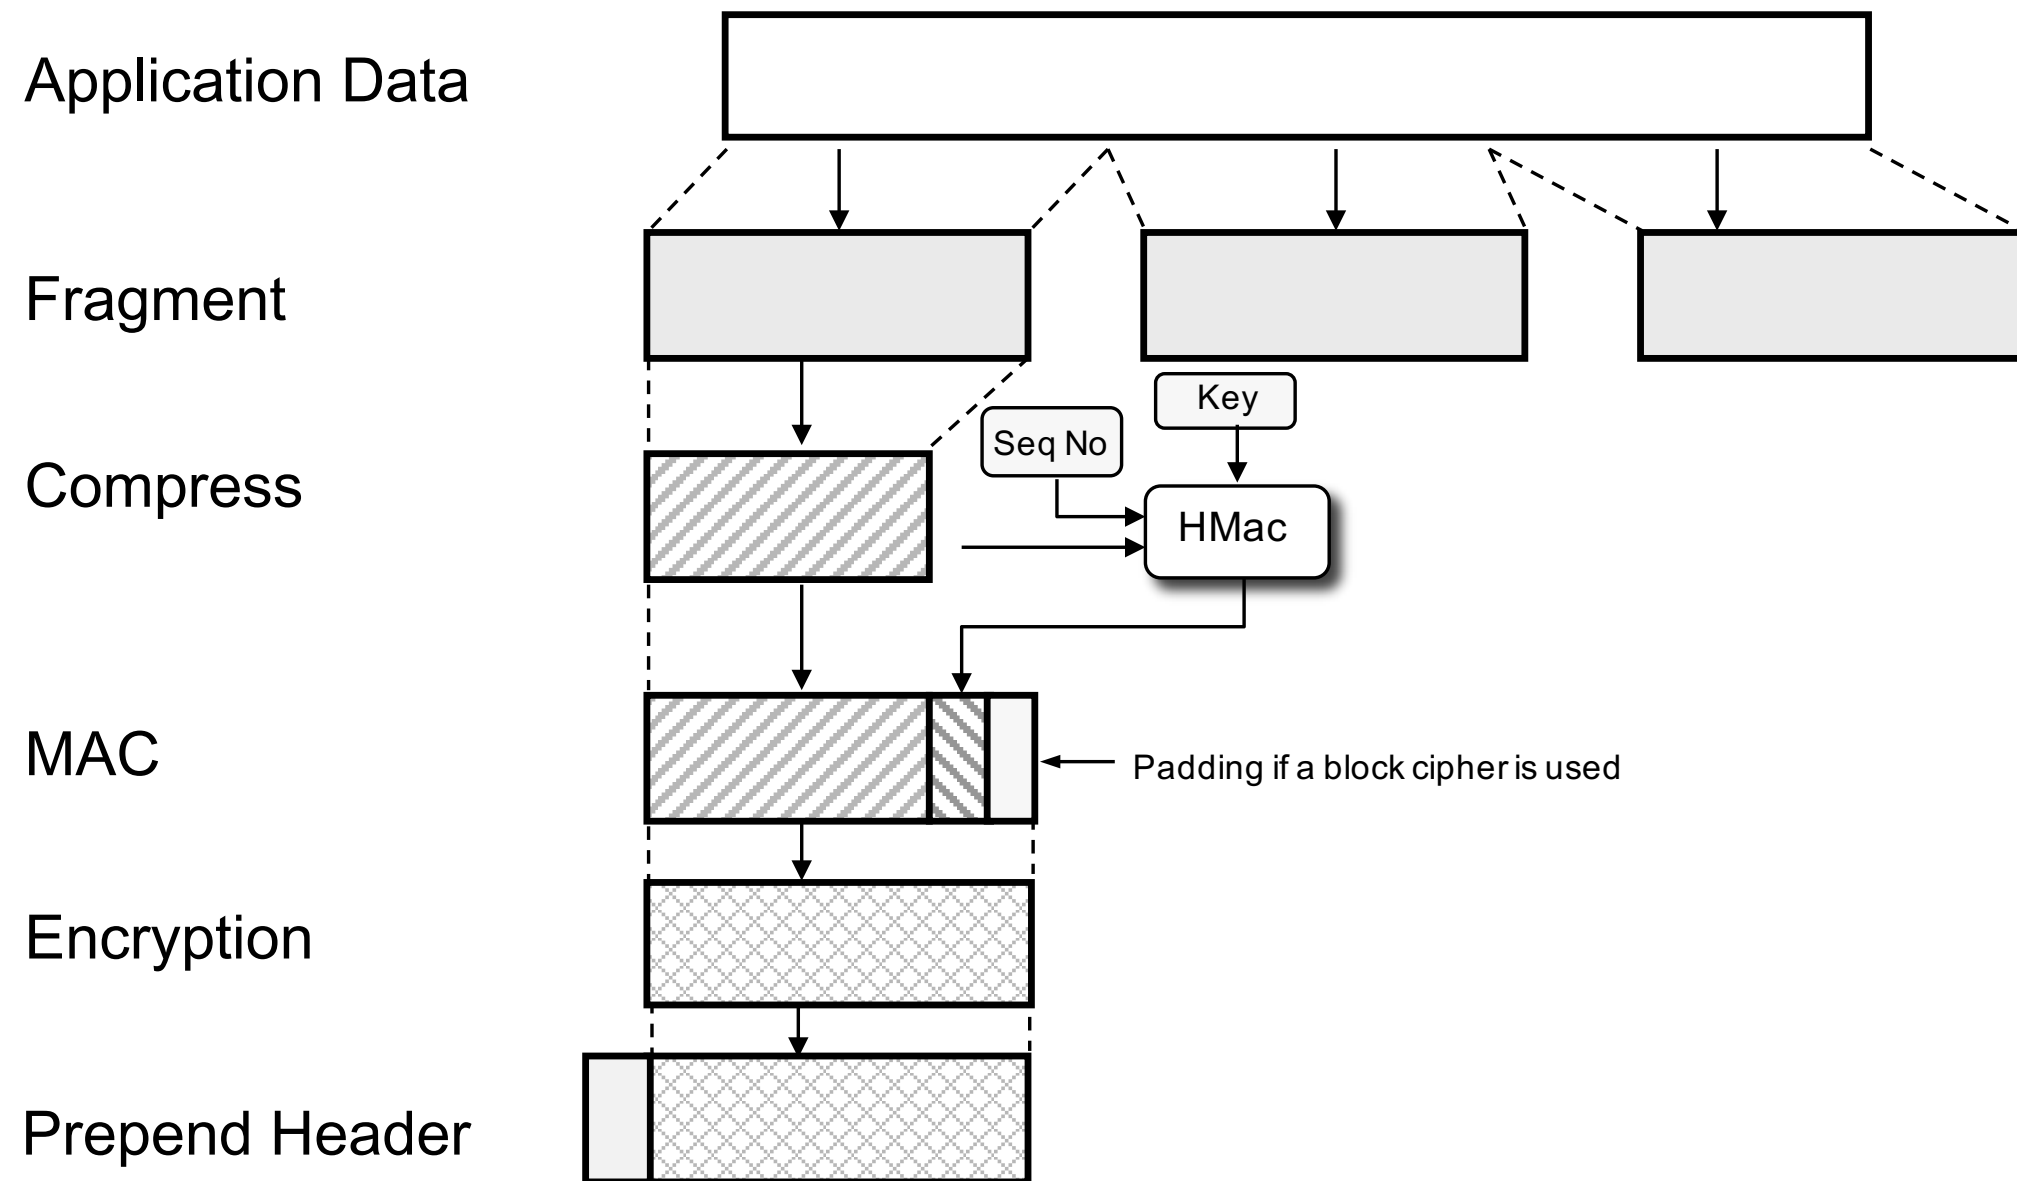 Application Data
Fragment
Key
Seq No
Compress
HMac
MAC
Padding if a block cipher is used
Encryption
Prepend Header